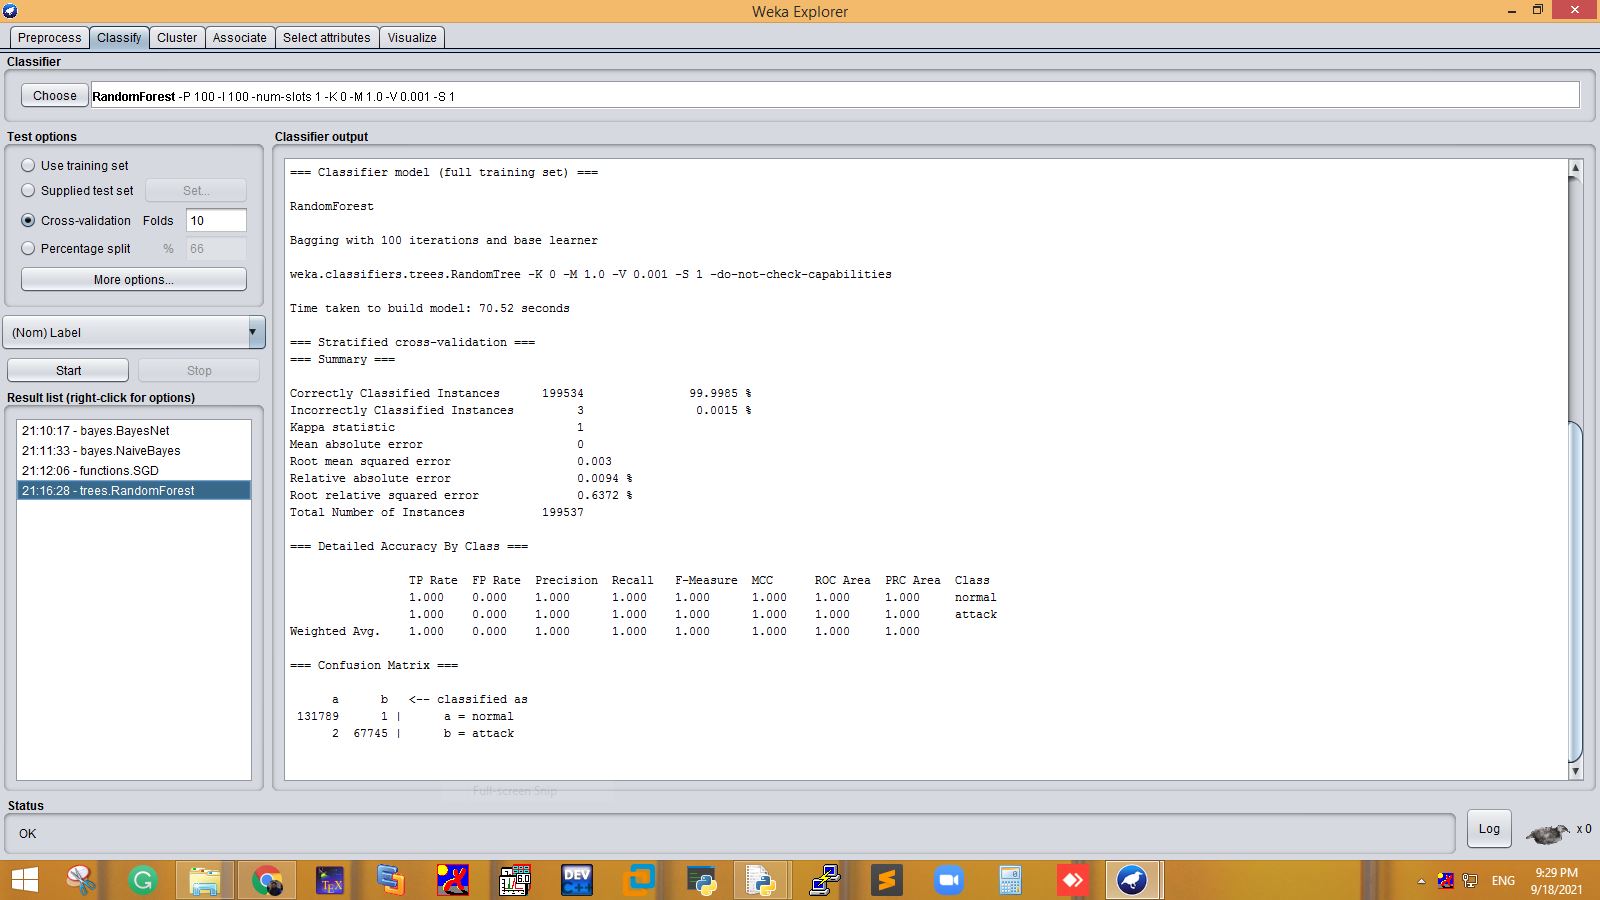 Weka Explorer
Preprocess Classify Cluster Associate Select attributes Visualize
Classifier
Choose RandomForest -P 100 -I 100 -num-slots 1 -K 0 -M 1.0 -V 0.001 -S 1
Test options
Use training set
Supplied test set Set...
Cross-validation Folds 10
Percentage split % 66
More options...
(Nom) Label
Start Stop
Result list (right-click for options)
21:10:17 - bayes.BayesNet
21:11:33 - bayes.NaiveBayes
21:12:06 - functions.SGD
21:16:28 - trees.RandomForest
Classifier output
=== Classifier model (full training set) ===
RandomForest
Bagging with 100 iterations and base learner
weka.classifiers.trees.RandomTree -K 0 -M 1.0 -V 0.001 -S 1 -do-not-check-capabilities
Time taken to build model: 70.52 seconds
=== Stratified cross-validation ===
=== Summary ===
Correctly Classified Instances 199534 99.9985 %
Incorrectly Classified Instances 3 0.0015 %
Kappa statistic 1
Mean absolute error 0
Root mean squared error 0.003
Relative absolute error 0.0094 %
Root relative squared error 0.6372 %
Total Number of Instances 199537
=== Detailed Accuracy By Class ===
TP Rate FP Rate Precision Recall F-Measure MCC ROC Area PRC Area Class
1.000 0.000 1.000 1.000 1.000 1.000 1.000 1.000 normal
1.000 0.000 1.000 1.000 1.000 1.000 1.000 1.000 attack
Weighted Avg. 1.000 0.000 1.000 1.000 1.000 1.000 1.000 1.000
=== Confusion Matrix ===
a b <-- classified as
131789 1 | a = normal
2 67745 | b = attack
Full-screen Snip
Status
OK
Log x 0
TEX
DEV
C++
ENG
9:29 PM
9/18/2021